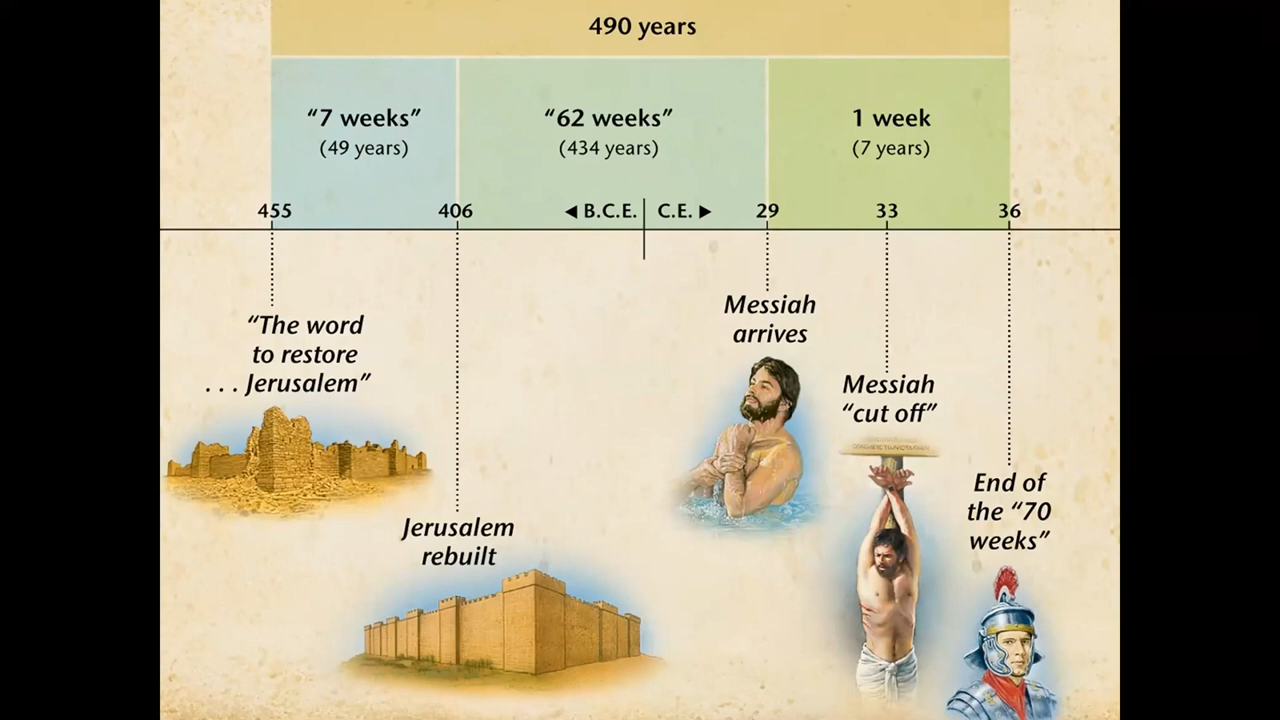 490 years
“7 weeks”
(49 years)
“62 weeks”
(434 years)
1 week
(7 years)
455
406
◀ B.C.E.
C.E. ▶
29
33
36
“The word
to restore
. . . Jerusalem”
Jerusalem
rebuilt
Messiah
arrives
Messiah
“cut off”
End of
the “70
weeks”